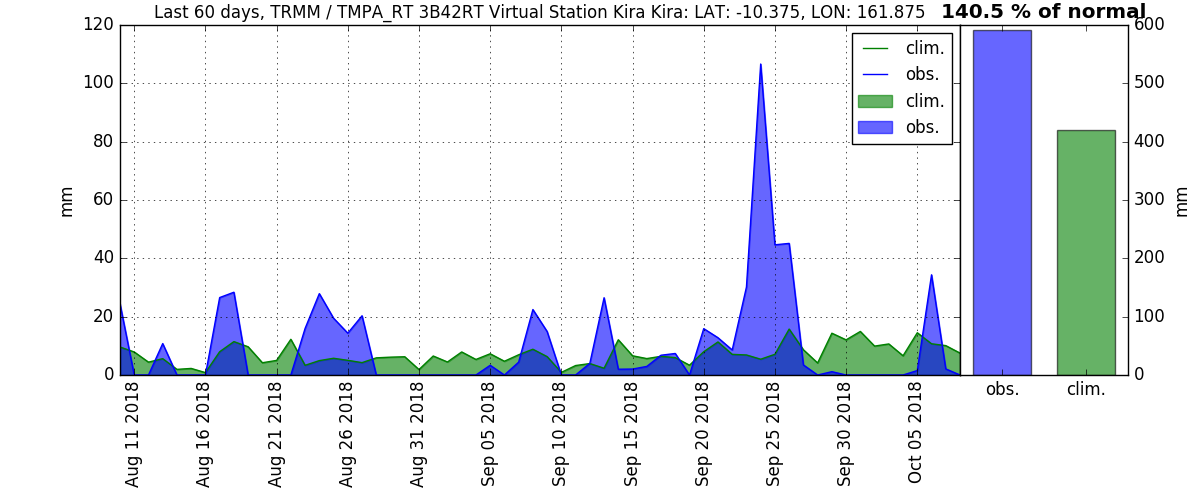 Last 60 days, TRMM / TMPA_RT 3B42RT Virtual Station Kira Kira: LAT: -10.375, LON: 161.875 140.5 % of normal
mm
120
100
80
60
40
20
0
clim.
obs.
clim.
obs.
600
500
400
300
200
100
0
mm
Aug 11 2018
Aug 16 2018
Aug 21 2018
Aug 26 2018
Aug 31 2018
Sep 05 2018
Sep 10 2018
Sep 15 2018
Sep 20 2018
Sep 25 2018
Sep 30 2018
Oct 05 2018
obs. clim.